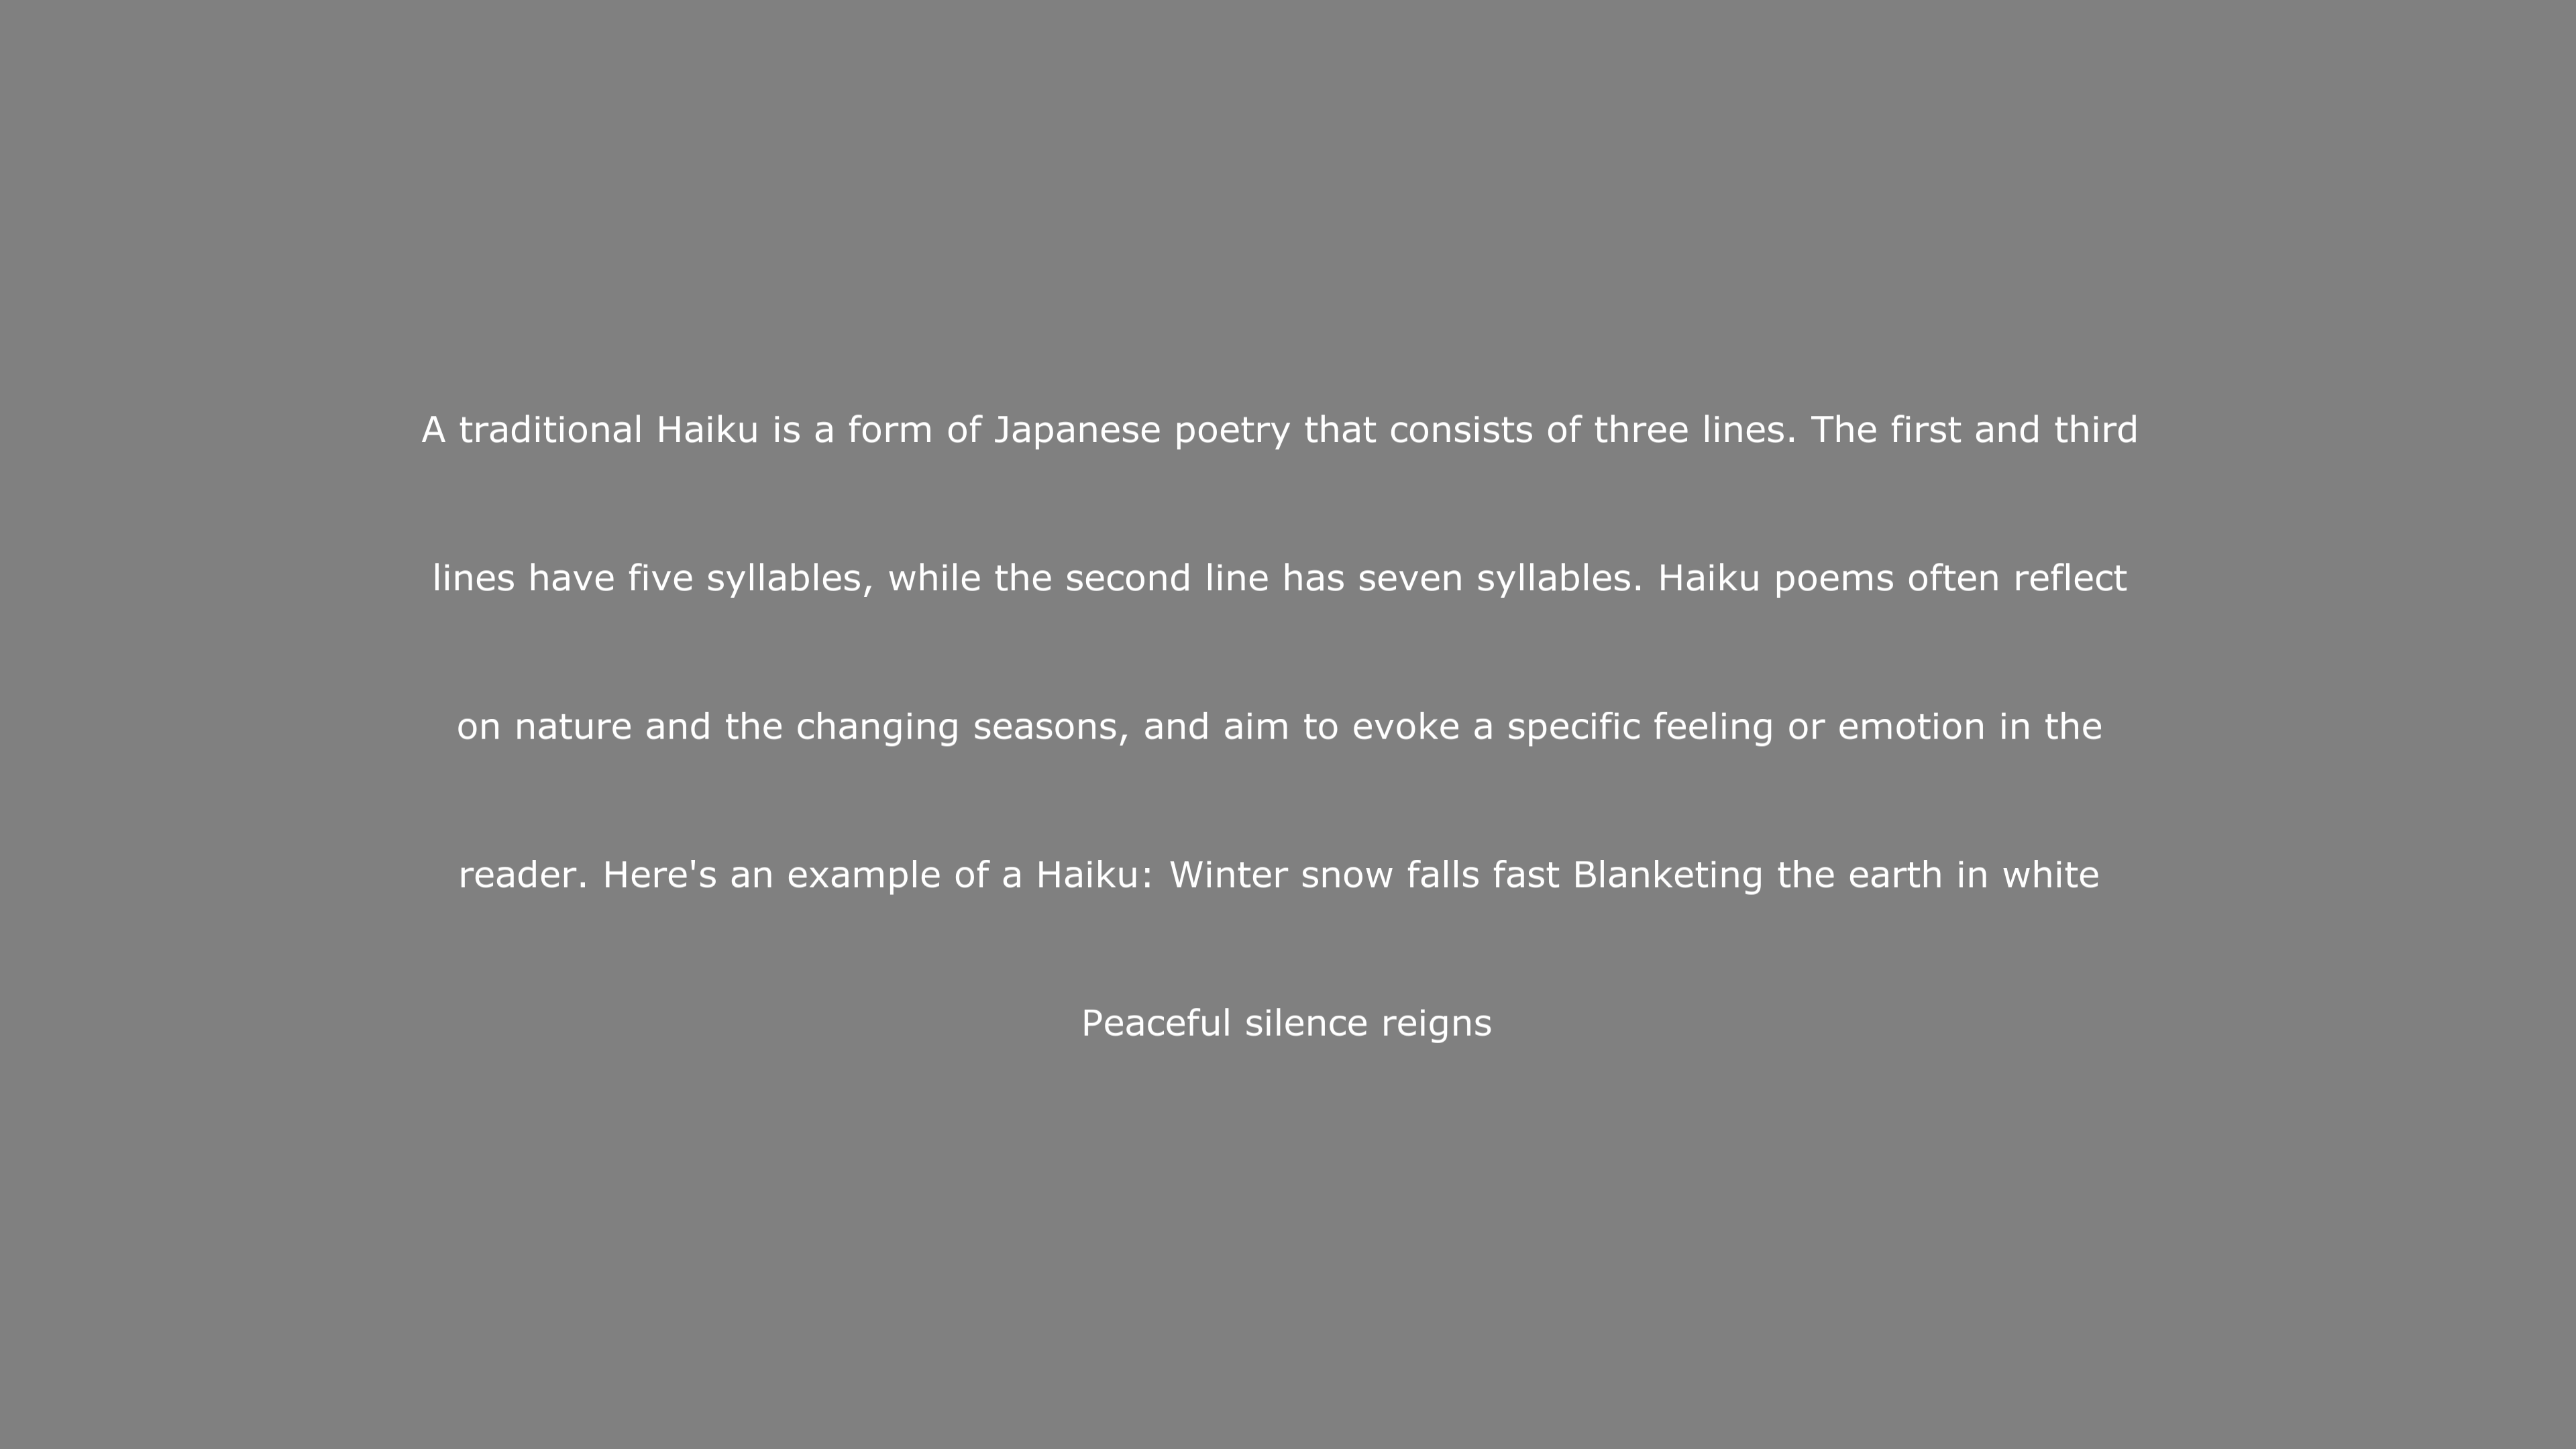 A traditional Haiku is a form of Japanese poetry that consists of three lines. The first and third
lines have five syllables, while the second line has seven syllables. Haiku poems often reflect
on nature and the changing seasons, and aim to evoke a specific feeling or emotion in the
reader. Here's an example of a Haiku: Winter snow falls fast Blanketing the earth in white
Peaceful silence reigns